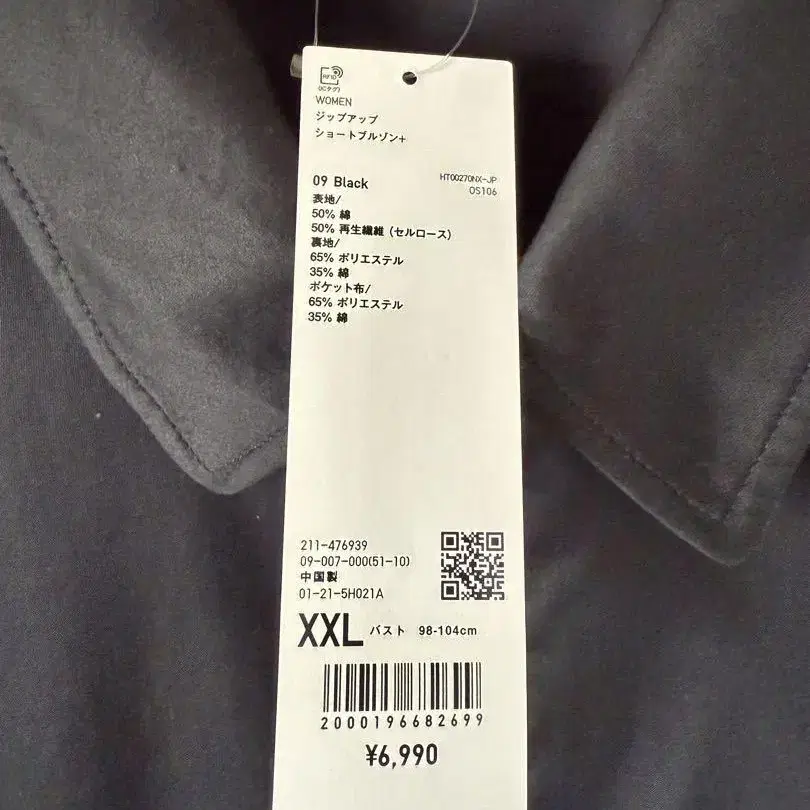 RFID
(ICタグ)
WOMEN
ジップアップ
ショートブルゾン+
09 Black
HT00270NX-JP
OS106
表地/
50% 綿
50% 再生繊維 (セルロース)
裏地/
65% ポリエステル
35% 綿
ポケット布/
65% ポリエステル
35% 綿
211-476939
09-007-000(51-10)
中国製
01-21-5H021A
XXL バスト 98-104cm
2000196682699
¥6,990